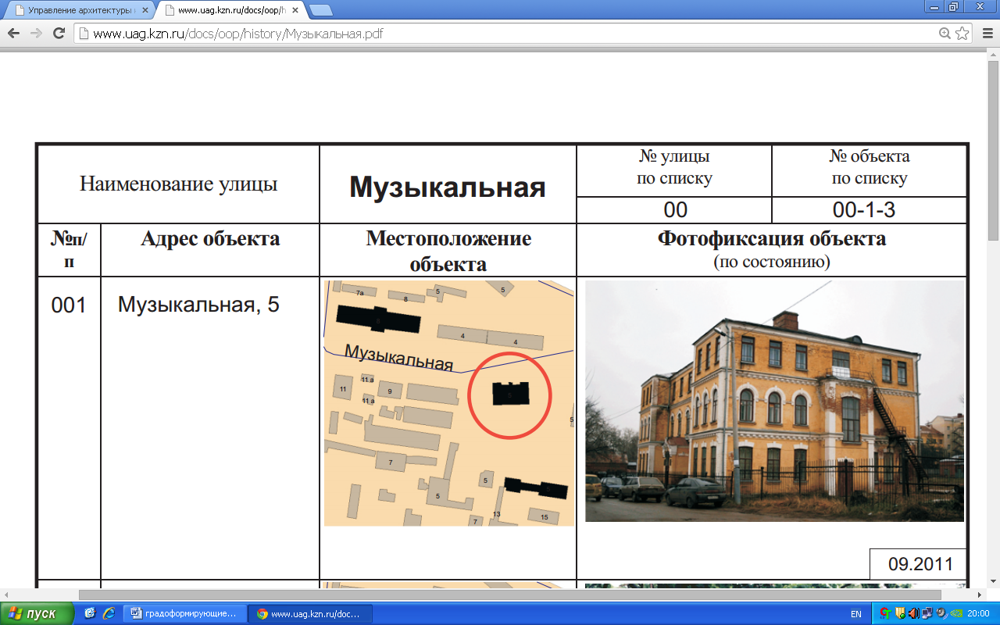 Управление архитектуры
www.uag.kzn.ru/docs/oop/h
www.uag.kzn.ru/docs/oop/history/Музыкальная.pdf
Наименование улицы
Музыкальная
№ улицы
по списку
№ объекта
по списку
00
00-1-3
№п/
п
Адрес объекта
Местоположение
объекта
Фотофиксация объекта
(по состоянию)
001
Музыкальная, 5
7а
8
5
5
4
4
Музыкальная
11
11 а
9
11 а
5
5
7
5
5
13
7
15
09.2011
пуск
градоформирующие...
www.uag.kzn.ru/doc...
EN
20:00